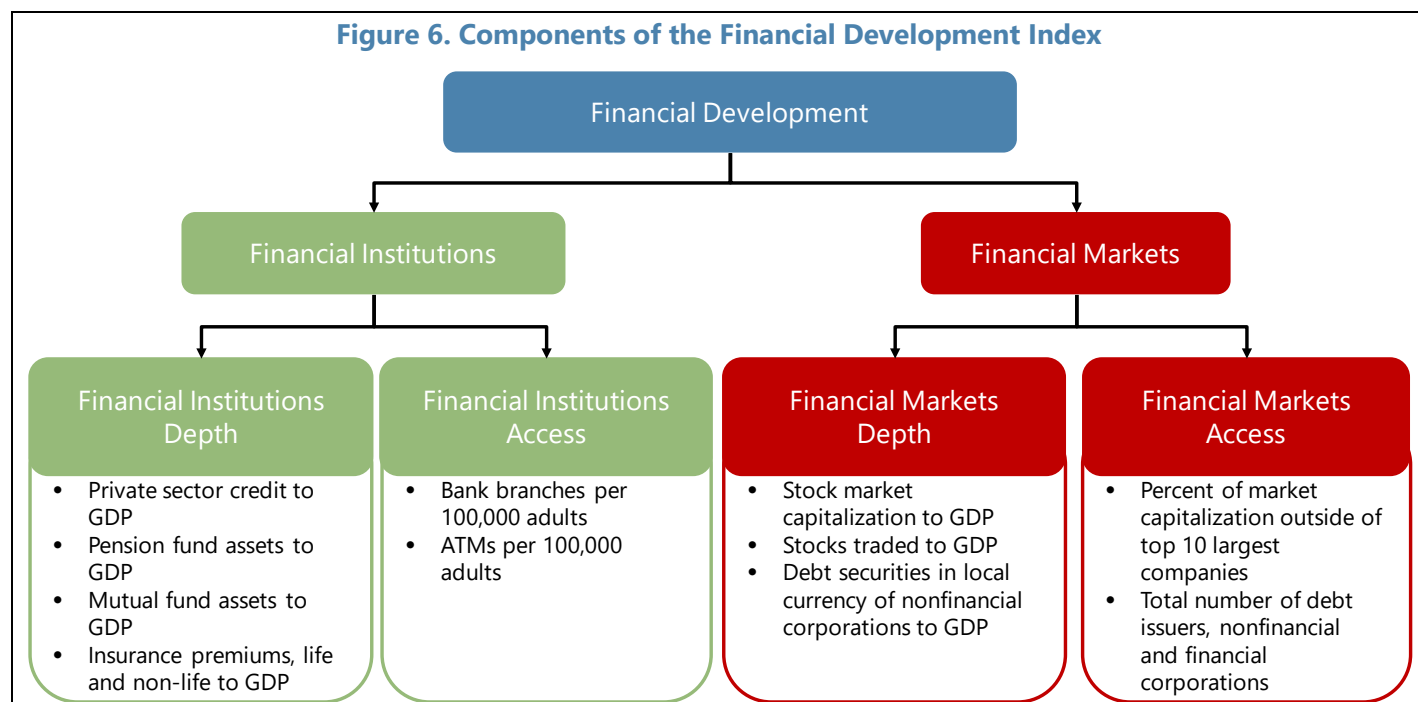 Figure 6. Components of the Financial Development Index
Financial Development
Financial Institutions
Financial Markets
Financial Institutions
Depth
• Private sector credit to
GDP
• Pension fund assets to
GDP
• Mutual fund assets to
GDP
• Insurance premiums, life
and non-life to GDP
Financial Institutions
Access
• Bank branches per
100,000 adults
• ATMs per 100,000
adults
Financial Markets
Depth
• Stock market
capitalization to GDP
• Stocks traded to GDP
• Debt securities in local
currency of nonfinancial
corporations to GDP
Financial Markets
Access
• Percent of market
capitalization outside of
top 10 largest
companies
• Total number of debt
issuers, nonfinancial
and financial
corporations